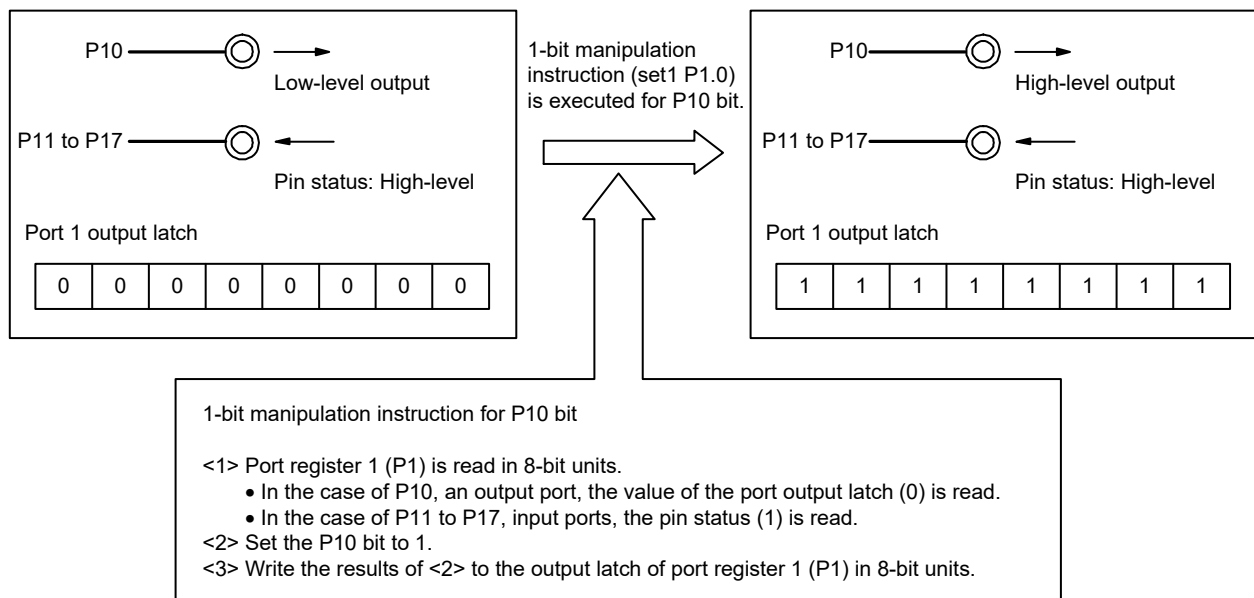 P10
Low-level output
P11 to P17
Pin status: High-level
Port 1 output latch
0 0 0 0 0 0 0 0
1-bit manipulation
instruction (set1 P1.0)
is executed for P10 bit.
P10
High-level output
P11 to P17
Pin status: High-level
Port 1 output latch
1 1 1 1 1 1 1 1
1-bit manipulation instruction for P10 bit
<1> Port register 1 (P1) is read in 8-bit units.
• In the case of P10, an output port, the value of the port output latch (0) is read.
• In the case of P11 to P17, input ports, the pin status (1) is read.
<2> Set the P10 bit to 1.
<3> Write the results of <2> to the output latch of port register 1 (P1) in 8-bit units.